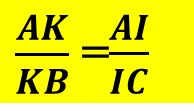 AK/KB = AI/IC